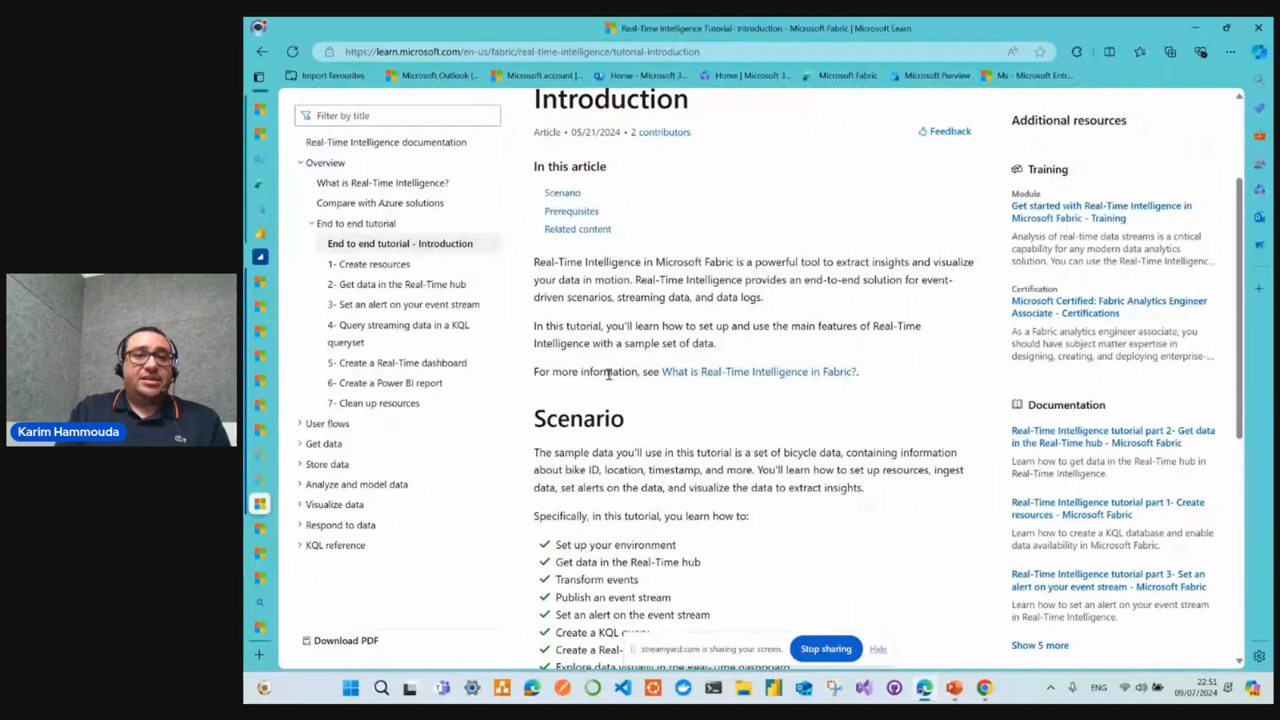 Real-Time Intelligence Tutorial- Introduction - Microsoft Fabric | Microsoft Learn
https://learn.microsoft.com/en-us/fabric/real-time-intelligence/tutorial-introduction
Import favourites
Microsoft Outlook (...
Microsoft account |...
Home - Microsoft 3...
Home | Microsoft 3...
Microsoft Fabric
Microsoft Purview
Ms - Microsoft Entr...
Filter by title
Real-Time Intelligence documentation
Overview
What is Real-Time Intelligence?
Compare with Azure solutions
End to end tutorial
End to end tutorial - Introduction
1- Create resources
2- Get data in the Real-Time hub
3- Set an alert on your event stream
4- Query streaming data in a KQL
queryset
5- Create a Real-Time dashboard
6- Create a Power BI report
7- Clean up resources
User flows
Get data
Store data
Analyze and model data
Visualize data
Respond to data
KQL reference
Download PDF
Introduction
Article • 05/21/2024 • 2 contributors
Feedback
In this article
Scenario
Prerequisites
Related content
Real-Time Intelligence in Microsoft Fabric is a powerful tool to extract insights and visualize
your data in motion. Real-Time Intelligence provides an end-to-end solution for event-
driven scenarios, streaming data, and data logs.
In this tutorial, you'll learn how to set up and use the main features of Real-Time
Intelligence with a sample set of data.
For more information, see What is Real-Time Intelligence in Fabric?.
Scenario
The sample data you'll use in this tutorial is a set of bicycle data, containing information
about bike ID, location, timestamp, and more. You'll learn how to set up resources, ingest
data, set alerts on the data, and visualize the data to extract insights.
Specifically, in this tutorial, you learn how to:
Set up your environment
Get data in the Real-Time hub
Transform events
Publish an event stream
Set an alert on the event stream
Create a KQL
Create a Real-
Explore data visually in the Real-Time dashboard
Additional resources
Training
Module
Get started with Real-Time Intelligence in
Microsoft Fabric - Training
Analysis of real-time data streams is a critical
capability for any modern data analytics
solution. You can use the Real-Time Intelligenc...
Certification
Microsoft Certified: Fabric Analytics Engineer
Associate - Certifications
As a Fabric analytics engineer associate, you
should have subject matter expertise in
designing, creating, and deploying enterprise-...
Documentation
Real-Time Intelligence tutorial part 2- Get data
in the Real-Time hub - Microsoft Fabric
Learn how to get data in the Real-Time hub in
Real-Time Intelligence.
Real-Time Intelligence tutorial part 1- Create
resources - Microsoft Fabric
Learn how to create a KQL database and enable
data availability in Microsoft Fabric.
Real-Time Intelligence tutorial part 3- Set an
alert on your event stream - Microsoft Fabric
Learn how to set an alert on your event stream
in Real-Time Intelligence.
Show 5 more
streamyard.com is sharing your screen.
Stop sharing
Hide
Karim Hammouda
ENG
22:51
09/07/2024